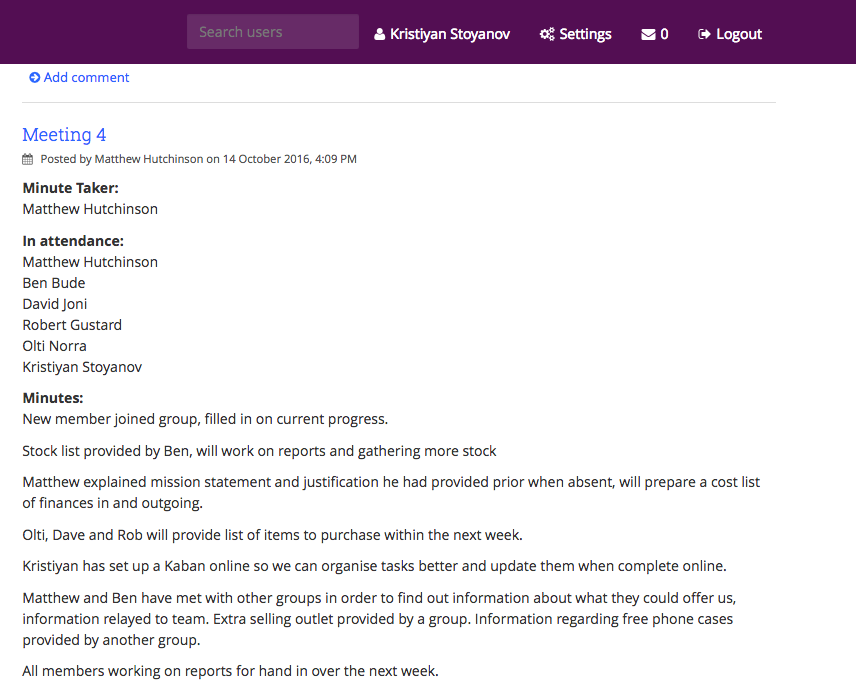 Search users
Kristiyan Stoyanov
Settings
0
Logout
Add comment
Meeting 4
Posted by Matthew Hutchinson on 14 October 2016, 4:09 PM
Minute Taker:
Matthew Hutchinson
In attendance:
Matthew Hutchinson
Ben Bude
David Joni
Robert Gustard
Olti Norra
Kristiyan Stoyanov
Minutes:
New member joined group, filled in on current progress.
Stock list provided by Ben, will work on reports and gathering more stock
Matthew explained mission statement and justification he had provided prior when absent, will prepare a cost list
of finances in and outgoing.
Olti, Dave and Rob will provide list of items to purchase within the next week.
Kristiyan has set up a Kaban online so we can organise tasks better and update them when complete online.
Matthew and Ben have met with other groups in order to find out information about what they could offer us,
information relayed to team. Extra selling outlet provided by a group. Information regarding free phone cases
provided by another group.
All members working on reports for hand in over the next week.